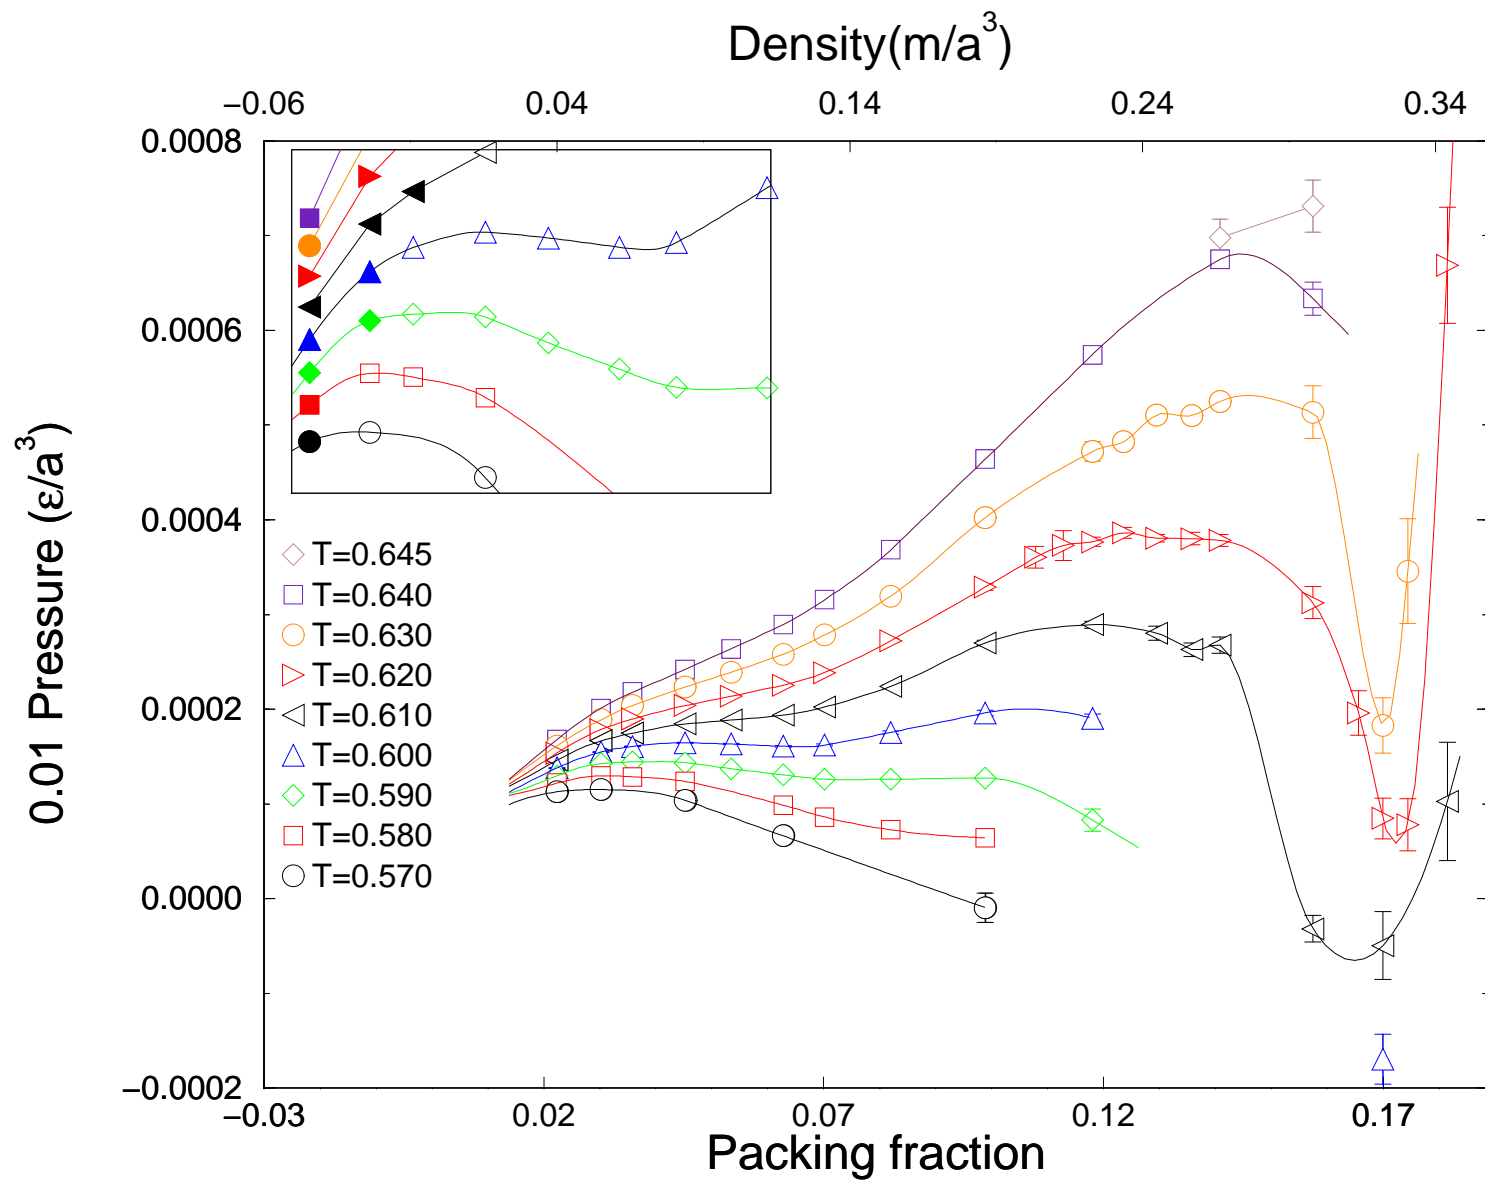 Density(m/a³)
−0.06 0.04 0.14 0.24 0.34
0.0008
0.0006
0.0004
0.0002
0.0000
−0.0002
0.01 Pressure (ε/a³)
T=0.645
T=0.640
T=0.630
T=0.620
T=0.610
T=0.600
T=0.590
T=0.580
T=0.570
−0.03 0.02 0.07 0.12 0.17
Packing fraction